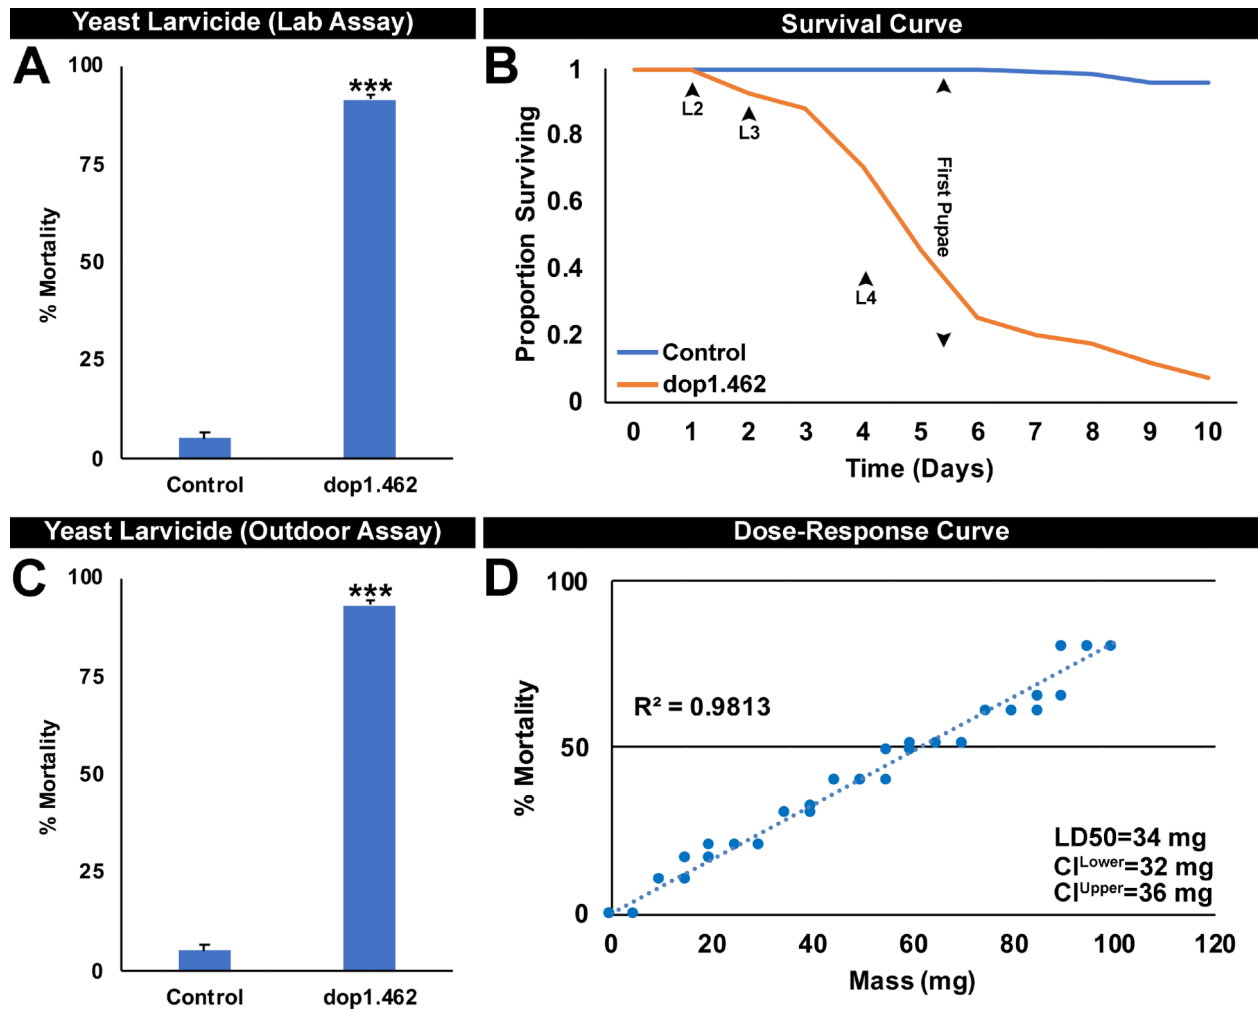 Yeast Larvicide (Lab Assay)
A
100
75
50
25
0
% Mortality
***
Control
dop1.462
Survival Curve
B
1
0.8
0.6
0.4
0.2
0
Proportion Surviving
L2
L3
L4
First Pupae
Control
dop1.462
0 1 2 3 4 5 6 7 8 9 10
Time (Days)
Yeast Larvicide (Outdoor Assay)
C
100
75
50
25
0
% Mortality
***
Control
dop1.462
Dose-Response Curve
D
100
50
0
% Mortality
R² = 0.9813
LD50=34 mg
CI^Lower=32 mg
CI^Upper=36 mg
0 20 40 60 80 100 120
Mass (mg)